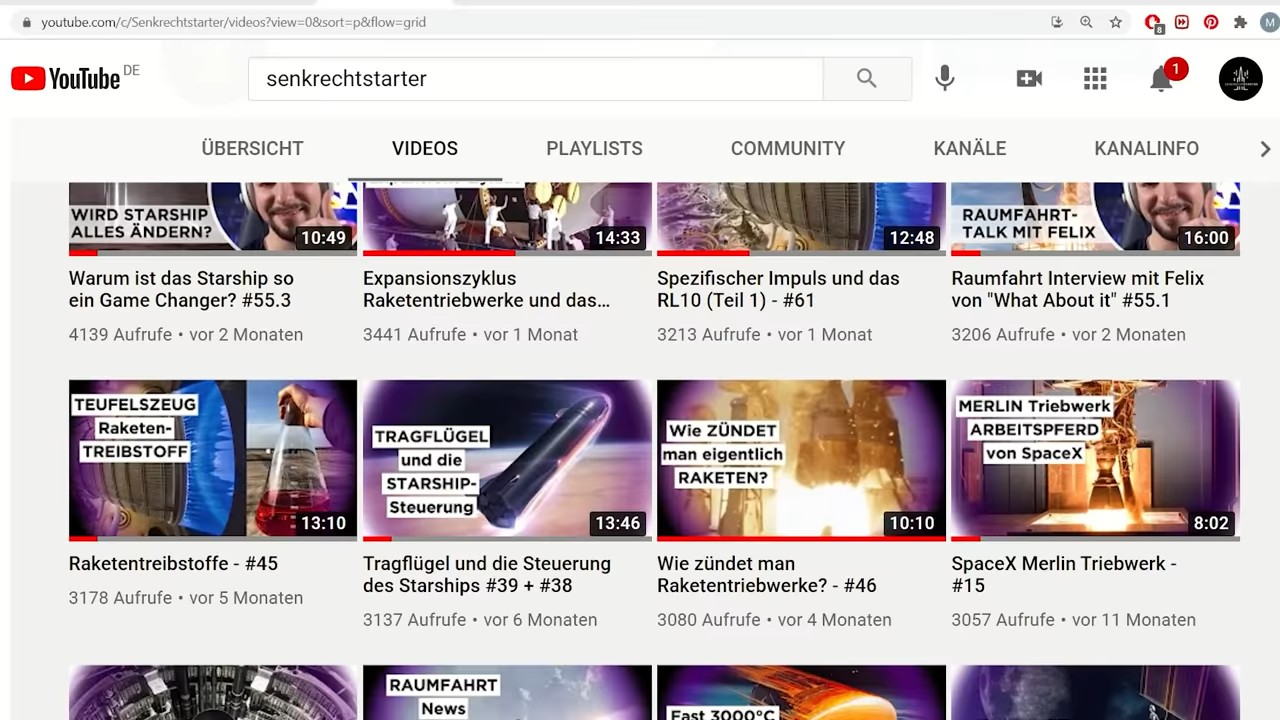 youtube.com/c/Senkrechtstarter/videos?view=0&sort=p&flow=grid
8
M
YouTube DE
senkrechtstarter
1
ÜBERSICHT
VIDEOS
PLAYLISTS
COMMUNITY
KANÄLE
KANALINFO
WIRD STARSHIP
ALLES ÄNDERN?
10:49
14:33
12:48
RAUMFAHRT-
TALK MIT FELIX
16:00
Warum ist das Starship so
ein Game Changer? #55.3
4139 Aufrufe • vor 2 Monaten
Expansionszyklus
Raketentriebwerke und das...
3441 Aufrufe • vor 1 Monat
Spezifischer Impuls und das
RL10 (Teil 1) - #61
3213 Aufrufe • vor 1 Monat
Raumfahrt Interview mit Felix
von "What About it" #55.1
3206 Aufrufe • vor 2 Monaten
TEUFELSZEUG
Raketen-
TREIBSTOFF
13:10
TRAGFLÜGEL
und die
STARSHIP-
Steuerung
13:46
Wie ZÜNDET
man eigentlich
RAKETEN?
10:10
MERLIN Triebwerk
ARBEITSPFERD
von SpaceX
8:02
Raketentreibstoffe - #45
3178 Aufrufe • vor 5 Monaten
Tragflügel und die Steuerung
des Starships #39 + #38
3137 Aufrufe • vor 6 Monaten
Wie zündet man
Raketentriebwerke? - #46
3080 Aufrufe • vor 4 Monaten
SpaceX Merlin Triebwerk -
#15
3057 Aufrufe • vor 11 Monaten
RAUMFAHRT
News
Fast 3000°C